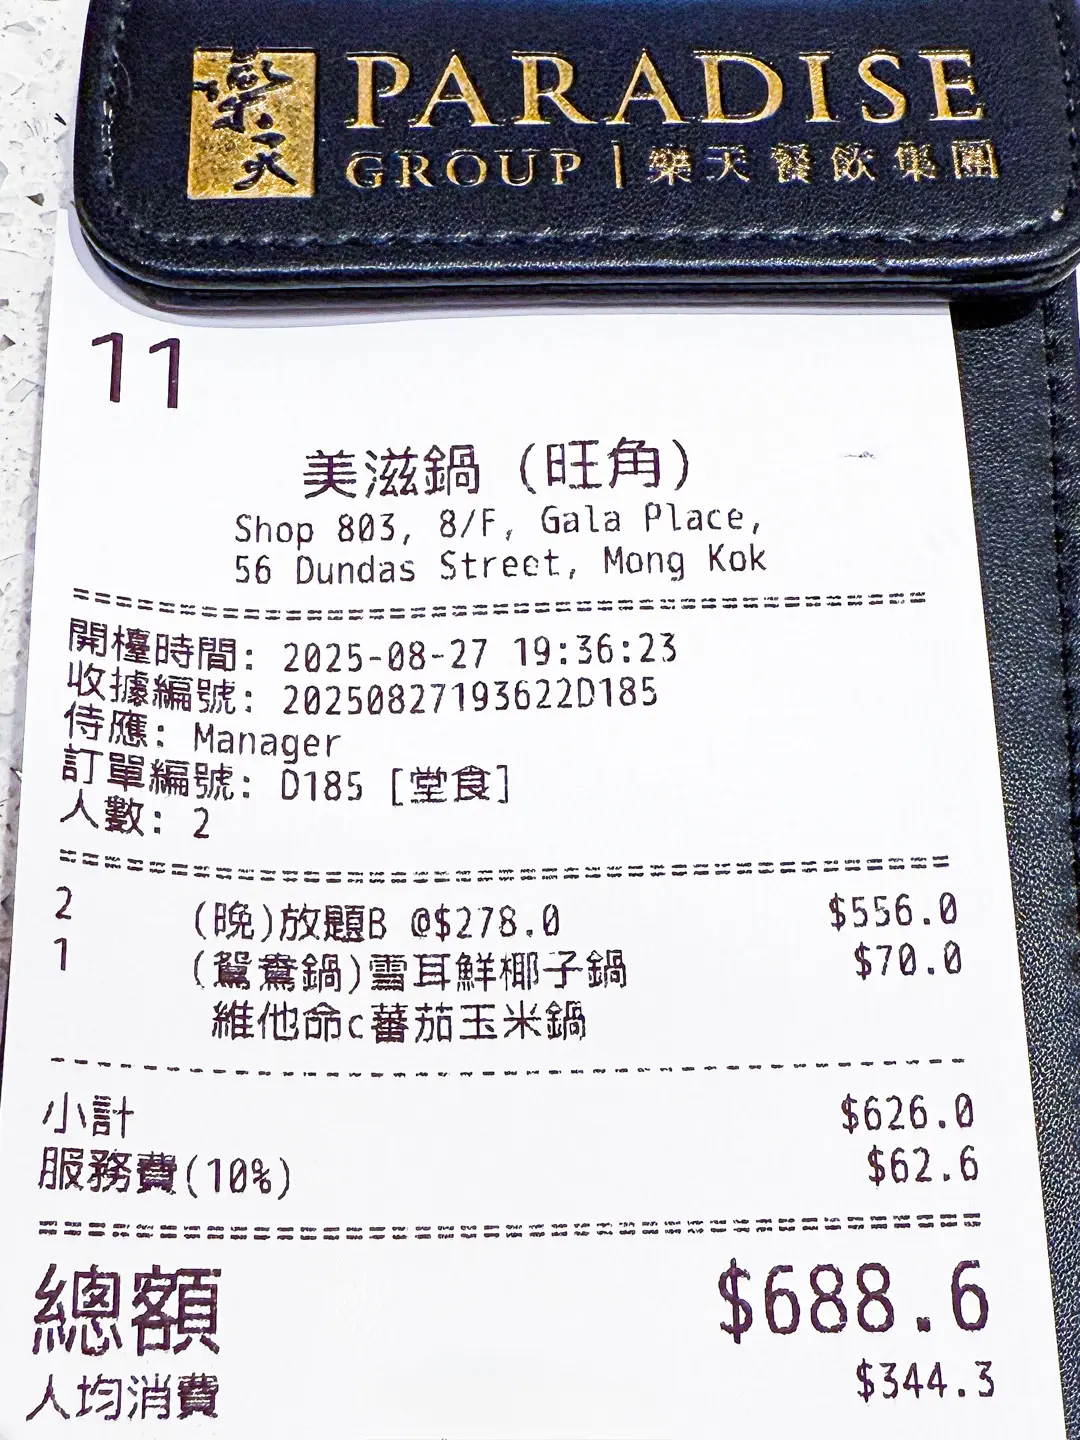 樂天 PARADISE
GROUP | 樂天餐飲集團
11
美滋鍋 (旺角)
Shop 803, 8/F, Gala Place,
56 Dundas Street, Mong Kok
開檯時間: 2025-08-27 19:36:23
收據編號: 20250827193622D185
侍應: Manager
訂單編號: D185 [堂食]
人數: 2
2 (晚)放題B @$278.0 $556.0
1 (鴛鴦鍋)雪耳鮮椰子鍋 $70.0
維他命c蕃茄玉米鍋
小計 $626.0
服務費(10%) $62.6
總額 $688.6
人均消費 $344.3